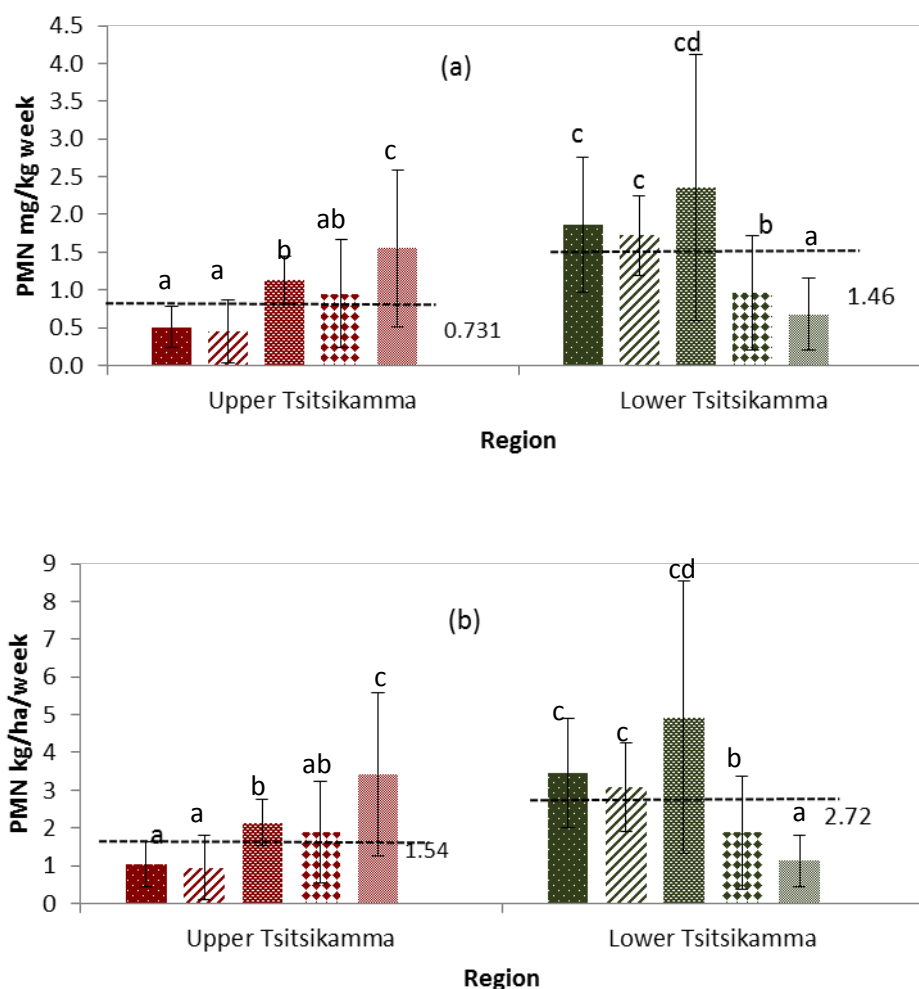 4.5
4.0
3.5
3.0
2.5
2.0
1.5
1.0
0.5
0.0
PMN mg/kg week
(a)
a
a
b
ab
c
0.731
c
c
cd
b
a
1.46
Upper Tsitsikamma
Lower Tsitsikamma
Region
9
8
7
6
5
4
3
2
1
0
PMN kg/ha/week
(b)
a
a
b
ab
c
1.54
c
c
cd
b
a
2.72
Upper Tsitsikamma
Lower Tsitsikamma
Region